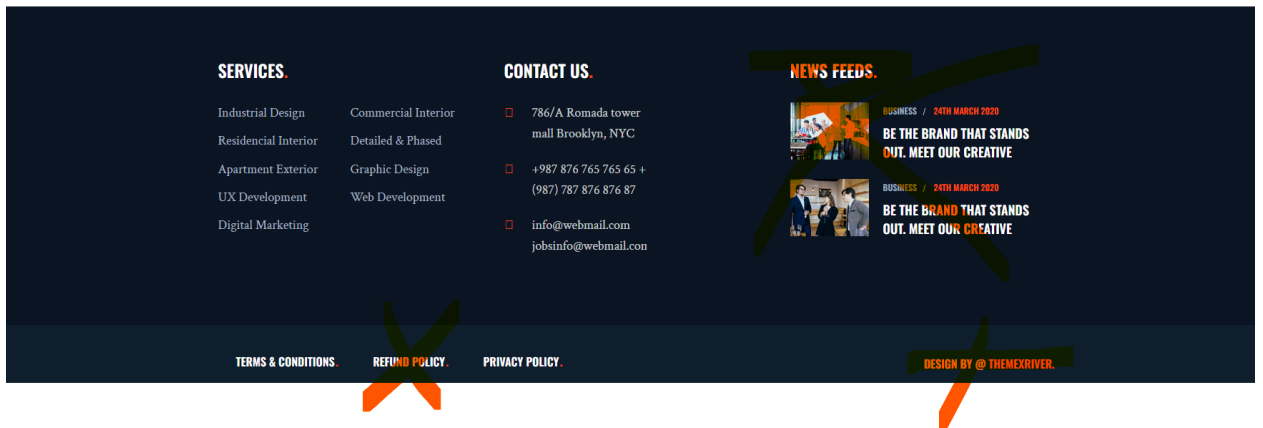 SERVICES.
Industrial Design
Residencial Interior
Apartment Exterior
UX Development
Digital Marketing
Commercial Interior
Detailed & Phased
Graphic Design
Web Development
CONTACT US.
786/A Romada tower
mall Brooklyn, NYC
+987 876 765 765 65 +
(987) 787 876 876 87
info@webmail.com
jobsinfo@webmail.con
NEWS FEEDS.
BUSINESS / 24TH MARCH 2020
BE THE BRAND THAT STANDS
OUT. MEET OUR CREATIVE
BUSINESS / 24TH MARCH 2020
BE THE BRAND THAT STANDS
OUT. MEET OUR CREATIVE
TERMS & CONDITIONS. REFUND POLICY. PRIVACY POLICY. DESIGN BY @ THEMEXRIVER.